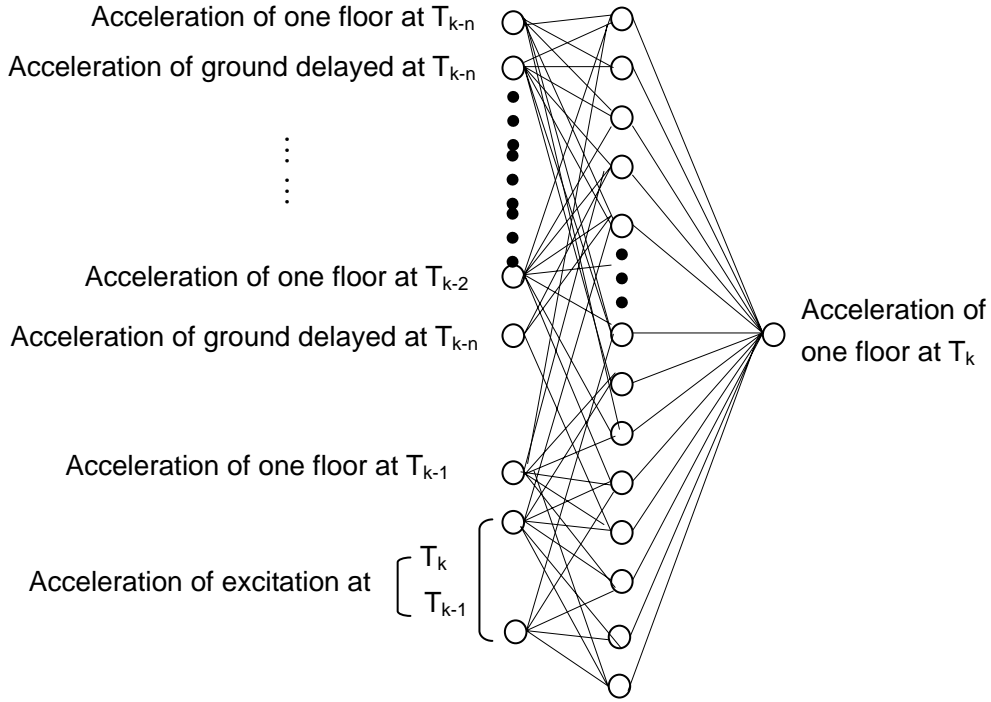 Acceleration of one floor at Tk-n
Acceleration of ground delayed at Tk-n
Acceleration of one floor at Tk-2
Acceleration of ground delayed at Tk-n
Acceleration of
one floor at Tk
Acceleration of one floor at Tk-1
Acceleration of excitation at
Tk
Tk-1